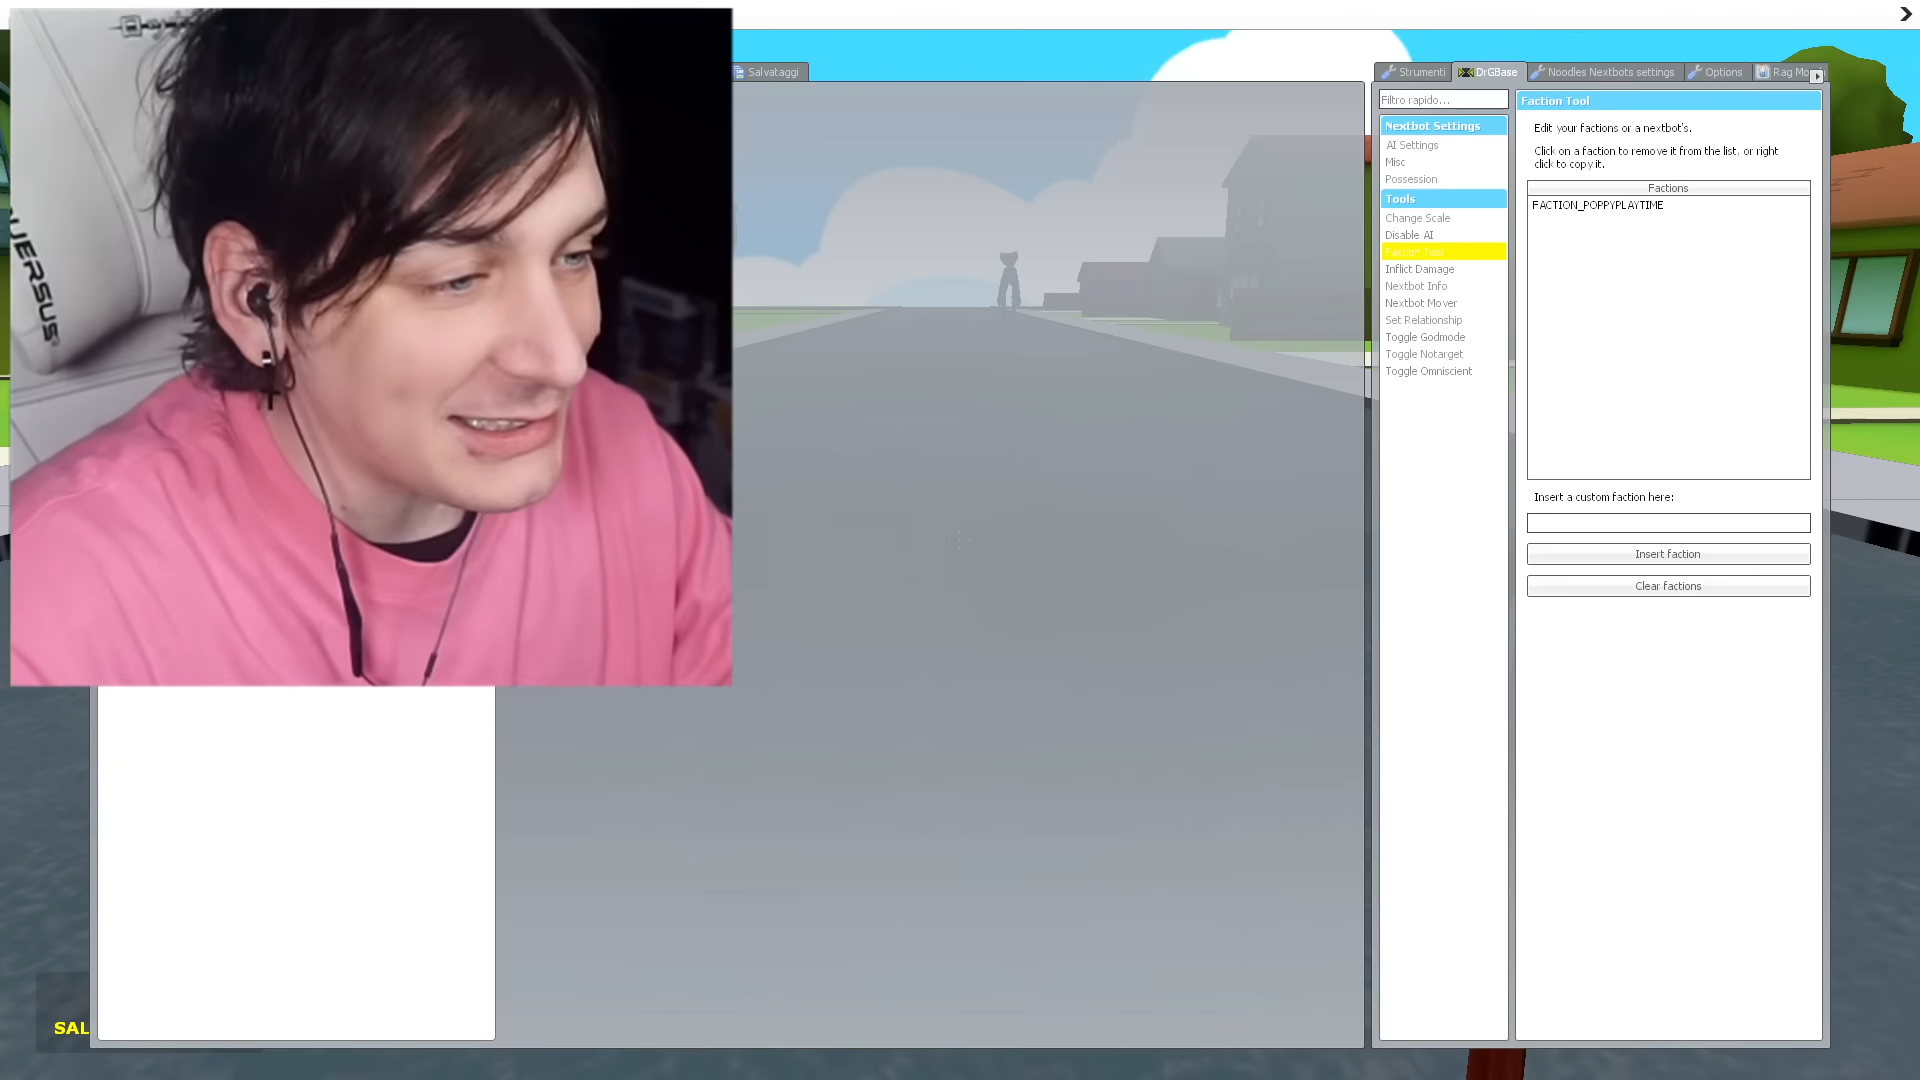 Salvataggi
Strumenti
DrGBase
Noodles Nextbots settings
Options
Filtro rapido...
Nextbot Settings
AI Settings
Misc
Possession
Tools
Change Scale
Disable AI
Faction Tool
Inflict Damage
Nextbot Info
Nextbot Mover
Set Relationship
Toggle Godmode
Toggle Notarget
Toggle Omniscient
Faction Tool
Edit your factions or a nextbot's.
Click on a faction to remove it from the list, or right
click to copy it.
Factions
FACTION_POPPYPLAYTIME
Insert a custom faction here:
Insert faction
Clear factions
SAL